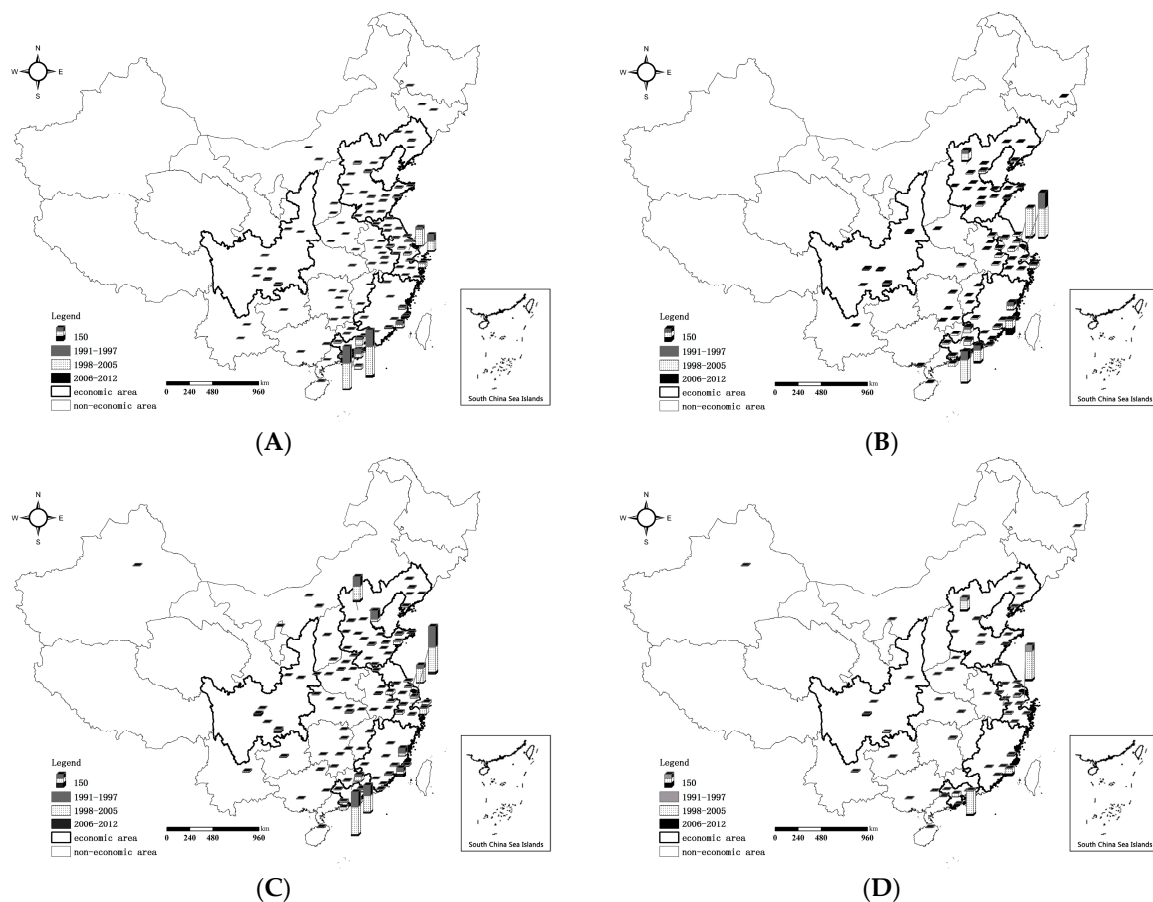 N
W E
S
Legend
150
1991-1997
1998-2005
2006-2012
economic area
non-economic area
0 240 480 960 km
South China Sea Islands
(A)
N
W E
S
Legend
150
1991-1997
1998-2005
2006-2012
economic area
non-economic area
0 240 480 960 km
South China Sea Islands
(B)
N
W E
S
Legend
150
1991-1997
1998-2005
2006-2012
economic area
non-economic area
0 240 480 960 km
South China Sea Islands
(C)
N
W E
S
Legend
150
1991-1997
1998-2005
2006-2012
economic area
non-economic area
0 240 480 960 km
South China Sea Islands
(D)